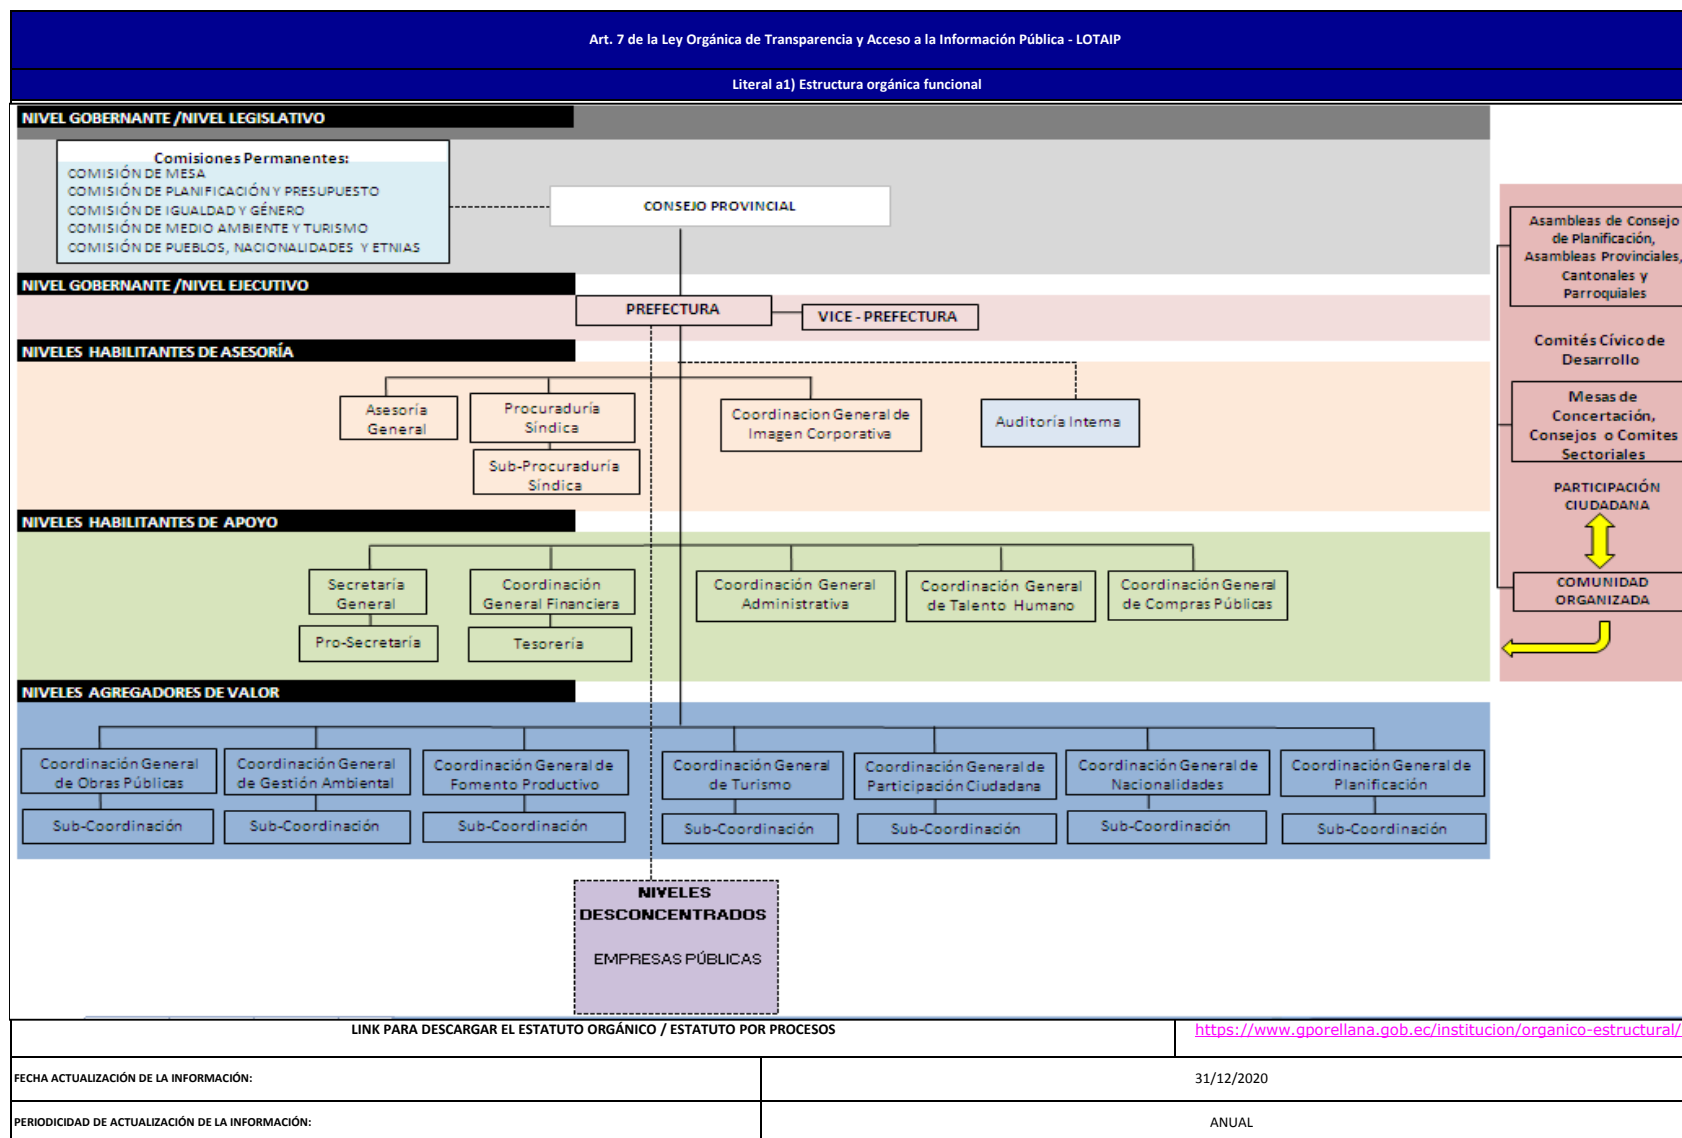 Art. 7 de la Ley Orgánica de Transparencia y Acceso a la Información Pública - LOTAIP
Literal a1) Estructura orgánica funcional
NIVEL GOBERNANTE /NIVEL LEGISLATIVO
Comisiones Permanentes:
COMISIÓN DE MESA
COMISIÓN DE PLANIFICACIÓN Y PRESUPUESTO
COMISIÓN DE IGUALDAD Y GÉNERO
COMISIÓN DE MEDIO AMBIENTE Y TURISMO
COMISIÓN DE PUEBLOS, NACIONALIDADES Y ETNIAS
CONSEJO PROVINCIAL
NIVEL GOBERNANTE /NIVEL EJECUTIVO
PREFECTURA
VICE - PREFECTURA
NIVELES HABILITANTES DE ASESORÍA
Asesoría
General
Procuraduría
Síndica
Sub-Procuraduría
Síndica
Coordinacion General de
Imagen Corporativa
Auditoría Interna
NIVELES HABILITANTES DE APOYO
Secretaría
General
Pro-Secretaría
Coordinación
General Financiera
Tesorería
Coordinación General
Administrativa
Coordinación General
de Talento Humano
Coordinación General
de Compras Públicas
NIVELES AGREGADORES DE VALOR
Coordinación General
de Obras Públicas
Sub-Coordinación
Coordinación General
de Gestión Ambiental
Sub-Coordinación
Coordinación General de
Fomento Productivo
Sub-Coordinación
Coordinación General
de Turismo
Sub-Coordinación
Coordinación General de
Participación Ciudadana
Sub-Coordinación
Coordinación General de
Nacionalidades
Sub-Coordinación
Coordinación General de
Planificación
Sub-Coordinación
NIVELES
DESCONCENTRADOS
EMPRESAS PÚBLICAS
Asambleas de Consejo
de Planificación,
Asambleas Provinciales,
Cantonales y
Parroquiales
Comités Cívico de
Desarrollo
Mesas de
Concertación,
Consejos o Comites
Sectoriales
PARTICIPACIÓN
CIUDADANA
COMUNIDAD
ORGANIZADA
LINK PARA DESCARGAR EL ESTATUTO ORGÁNICO / ESTATUTO POR PROCESOS
https://www.gporellana.gob.ec/institucion/organico-estructural/
FECHA ACTUALIZACIÓN DE LA INFORMACIÓN:
31/12/2020
PERIODICIDAD DE ACTUALIZACIÓN DE LA INFORMACIÓN:
ANUAL